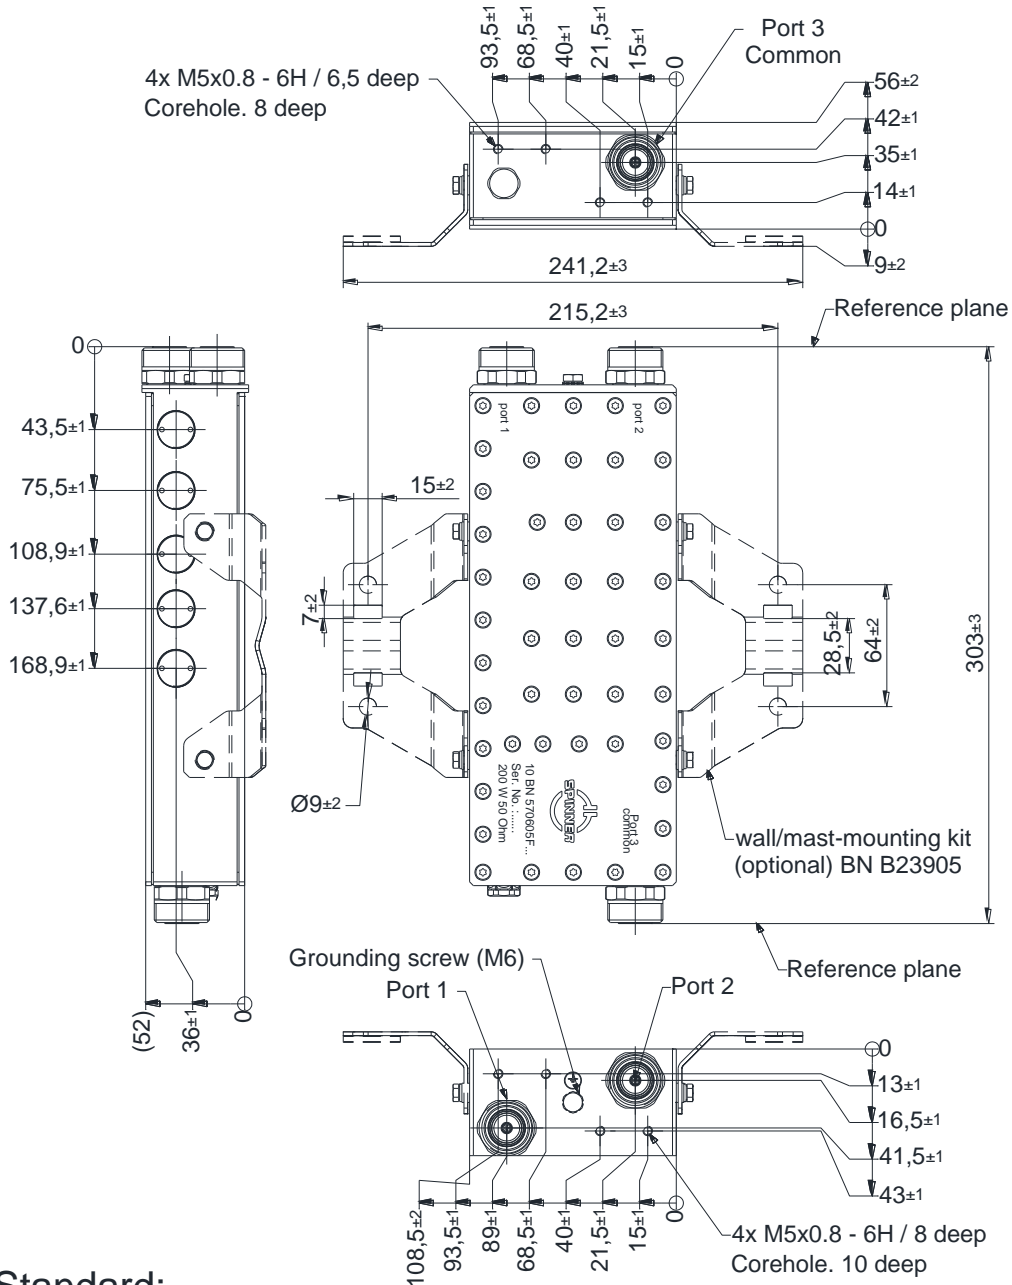 93,5±1
68,5±1
40±1
21,5±1
15±1
0
Port 3
Common
4x M5x0.8 - 6H / 6,5 deep
Corehole. 8 deep
56±2
42±1
35±1
14±1
0
9±2
241,2±3
215,2±3
Reference plane
0
43,5±1
75,5±1
108,9±1
137,6±1
168,9±1
port 1
port 2
15±2
7±2
28,5±2
64±2
303±3
Ø9±2
10 BN 570605F...
Ser. No. :......
200 W 50 Ohm
SPINNER
Port 3
common
wall/mast-mounting kit
(optional) BN B23905
(52)
36±1
0
Grounding screw (M6)
Reference plane
Port 1
Port 2
0
13±1
16,5±1
41,5±1
43±1
108,5±2
93,5±1
89±1
68,5±1
40±1
21,5±1
15±1
0
4x M5x0.8 - 6H / 8 deep
Corehole. 10 deep
Standard: